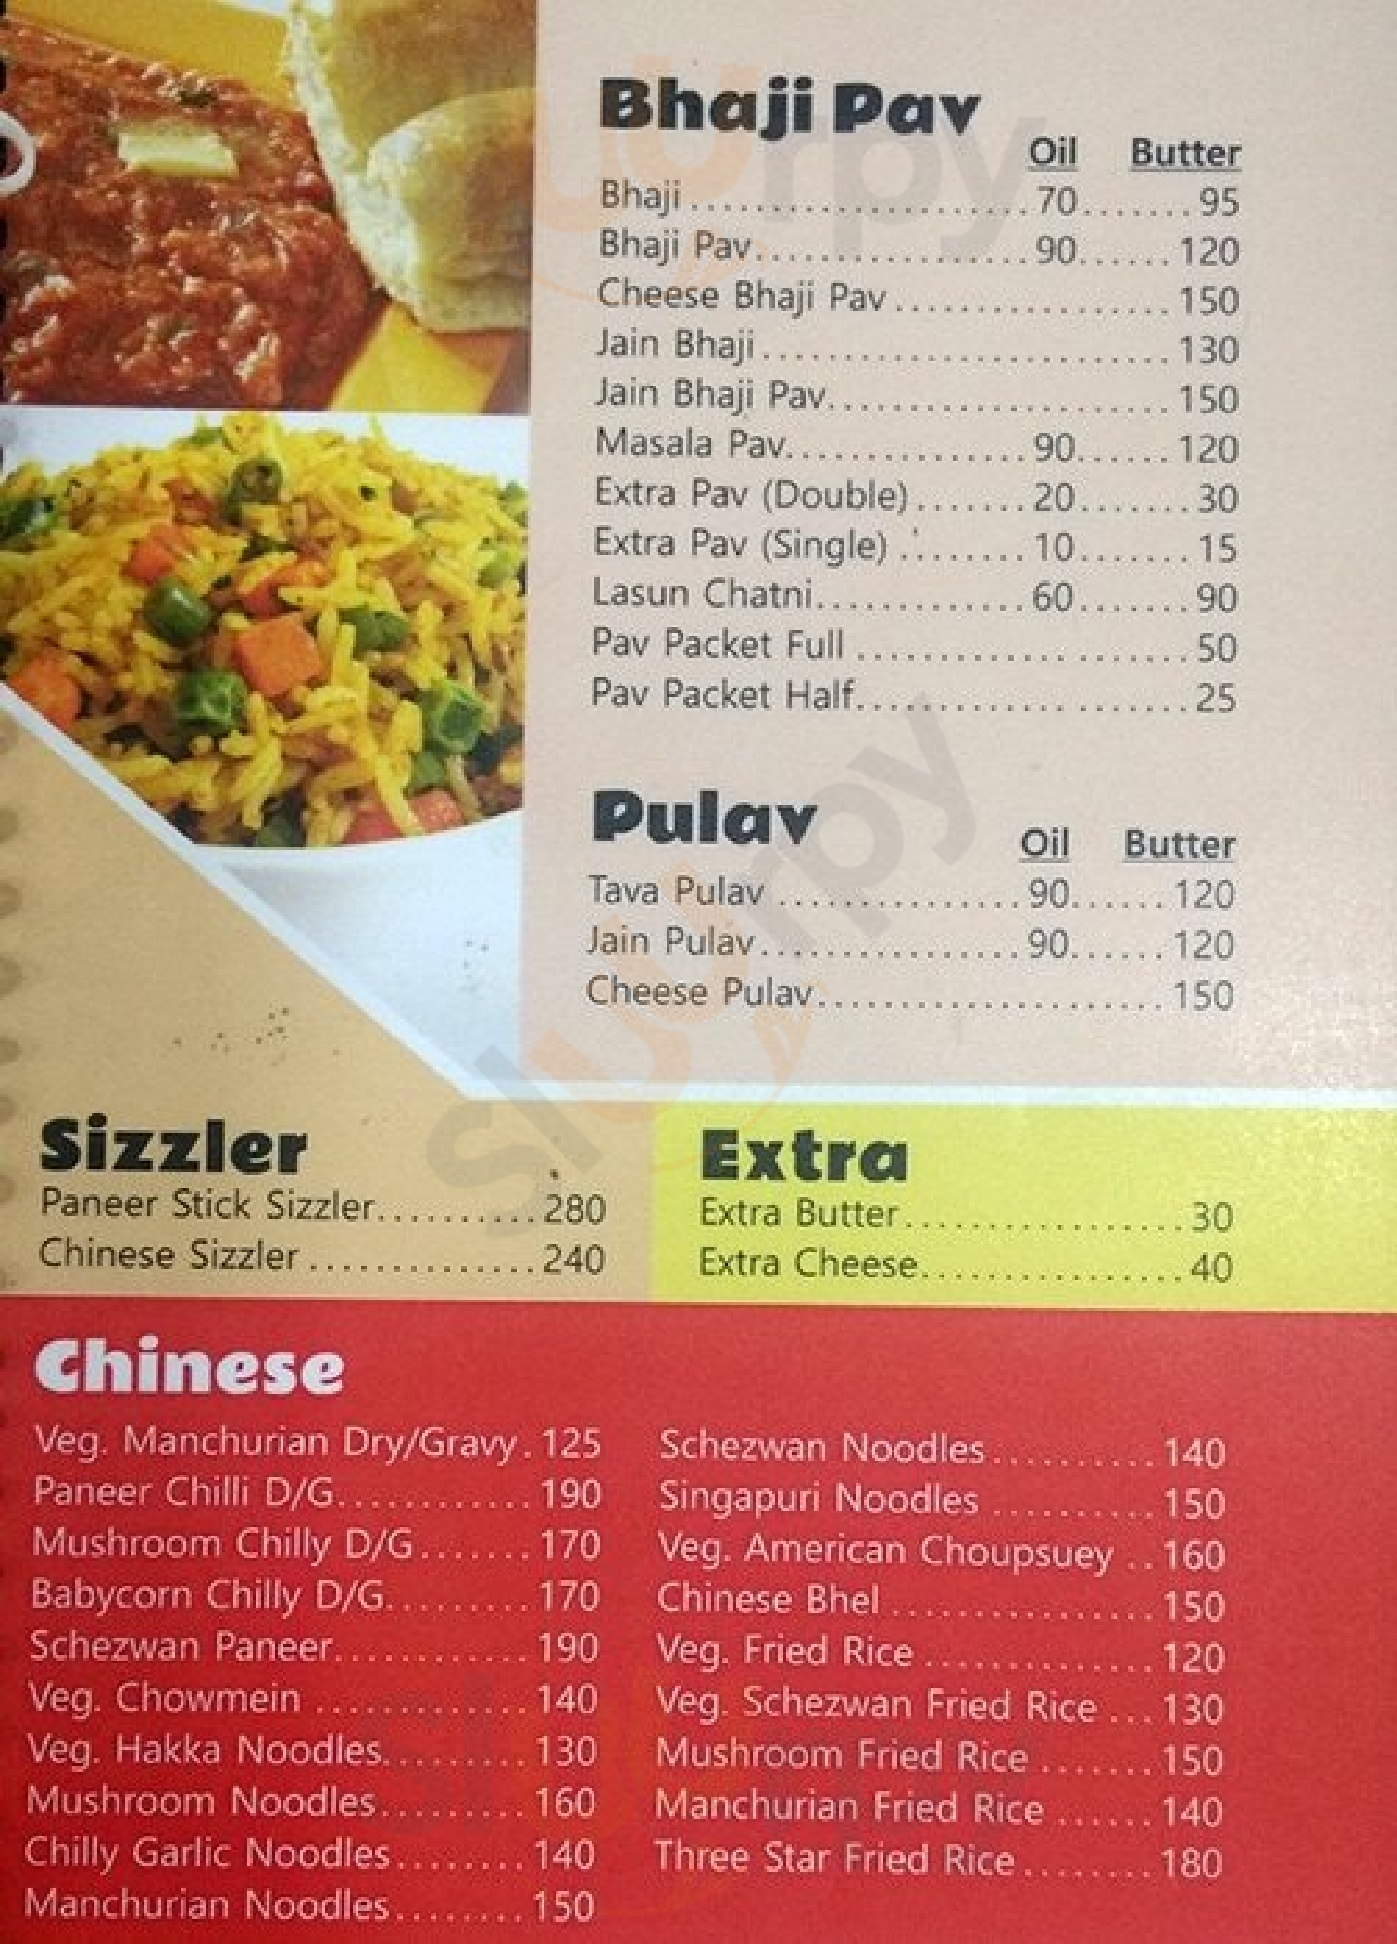 Bhaji Pav
Oil Butter
Bhaji ..................... 70 ....... 95
Bhaji Pav ................. 90 ...... 120
Cheese Bhaji Pav ................. 150
Jain Bhaji ......................... 130
Jain Bhaji Pav ..................... 150
Masala Pav ............... 90 ...... 120
Extra Pav (Double) ....... 20 ....... 30
Extra Pav (Single) ........ 10 ....... 15
Lasun Chatni ............. 60 ....... 90
Pav Packet Full ..................... 50
Pav Packet Half ..................... 25
Pulav
Oil Butter
Tava Pulav ............... 90 ...... 120
Jain Pulav ................ 90 ...... 120
Cheese Pulav ..................... 150
Sizzler
Paneer Stick Sizzler .......... 280
Chinese Sizzler .............. 240
Extra
Extra Butter ................. 30
Extra Cheese ................ 40
Chinese
Veg. Manchurian Dry/Gravy . 125
Paneer Chilli D/G ............ 190
Mushroom Chilly D/G ....... 170
Babycorn Chilly D/G ......... 170
Schezwan Paneer ............ 190
Veg. Chowmein ............. 140
Veg. Hakka Noodles ......... 130
Mushroom Noodles ......... 160
Chilly Garlic Noodles ........ 140
Manchurian Noodles ........ 150
Schezwan Noodles .......... 140
Singapuri Noodles .......... 150
Veg. American Choupsuey .. 160
Chinese Bhel ................ 150
Veg. Fried Rice .............. 120
Veg. Schezwan Fried Rice ... 130
Mushroom Fried Rice ....... 150
Manchurian Fried Rice ...... 140
Three Star Fried Rice ........ 180
slurpy